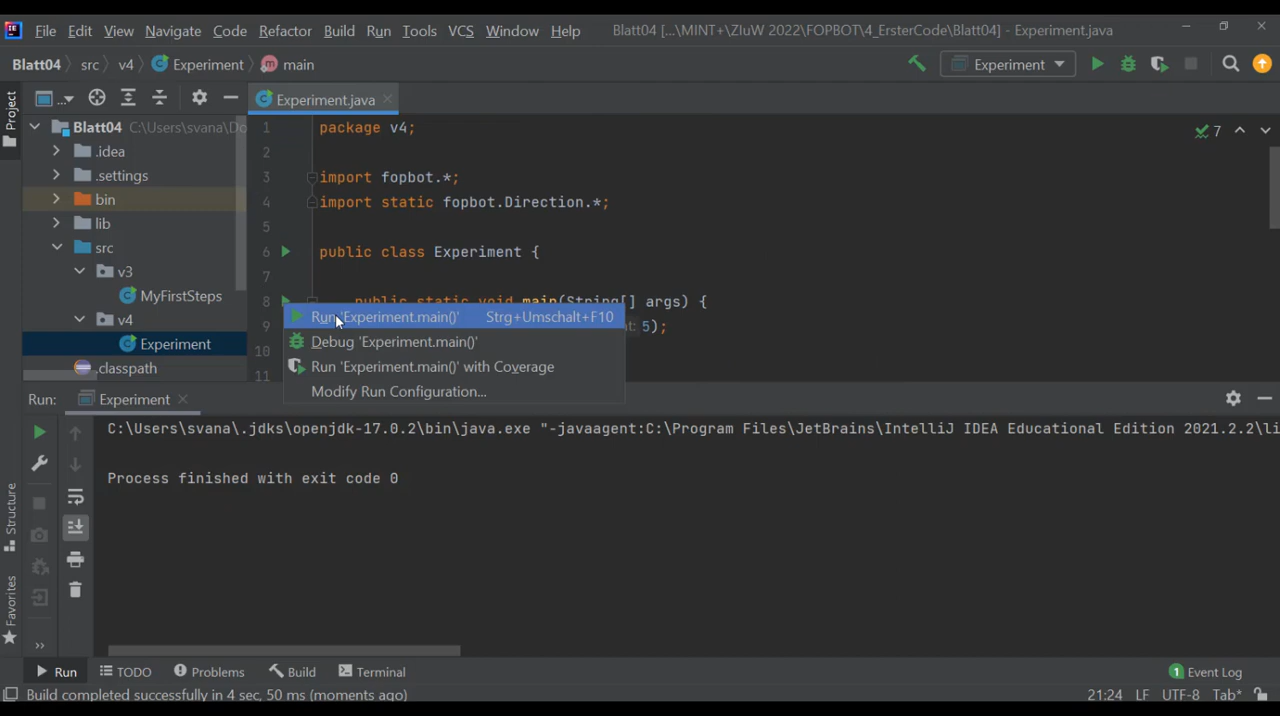 File Edit View Navigate Code Refactor Build Run Tools VCS Window Help Blatt04 [...\MINT+\ZIuW 2022\FOPBOT\4_ErsterCode\Blatt04] - Experiment.java
Blatt04 src v4 Experiment main Experiment
Project
...
Experiment.java
Blatt04 C:\Users\svana\Do
.idea
.settings
bin
lib
src
v3
MyFirstSteps
v4
Experiment
.classpath
1 package v4;
2
3 import fopbot.*;
4 import static fopbot.Direction.*;
5
6 public class Experiment {
7
8 public static void main(String[] args) {
9 t: 5);
10
11
7
Run 'Experiment.main()' Strg+Umschalt+F10
Debug 'Experiment.main()'
Run 'Experiment.main()' with Coverage
Modify Run Configuration...
Run: Experiment
C:\Users\svana\.jdks\openjdk-17.0.2\bin\java.exe "-javaagent:C:\Program Files\JetBrains\IntelliJ IDEA Educational Edition 2021.2.2\li
Process finished with exit code 0
Structure
Favorites
Run TODO Problems Build Terminal 1 Event Log
Build completed successfully in 4 sec, 50 ms (moments ago) 21:24 LF UTF-8 Tab*